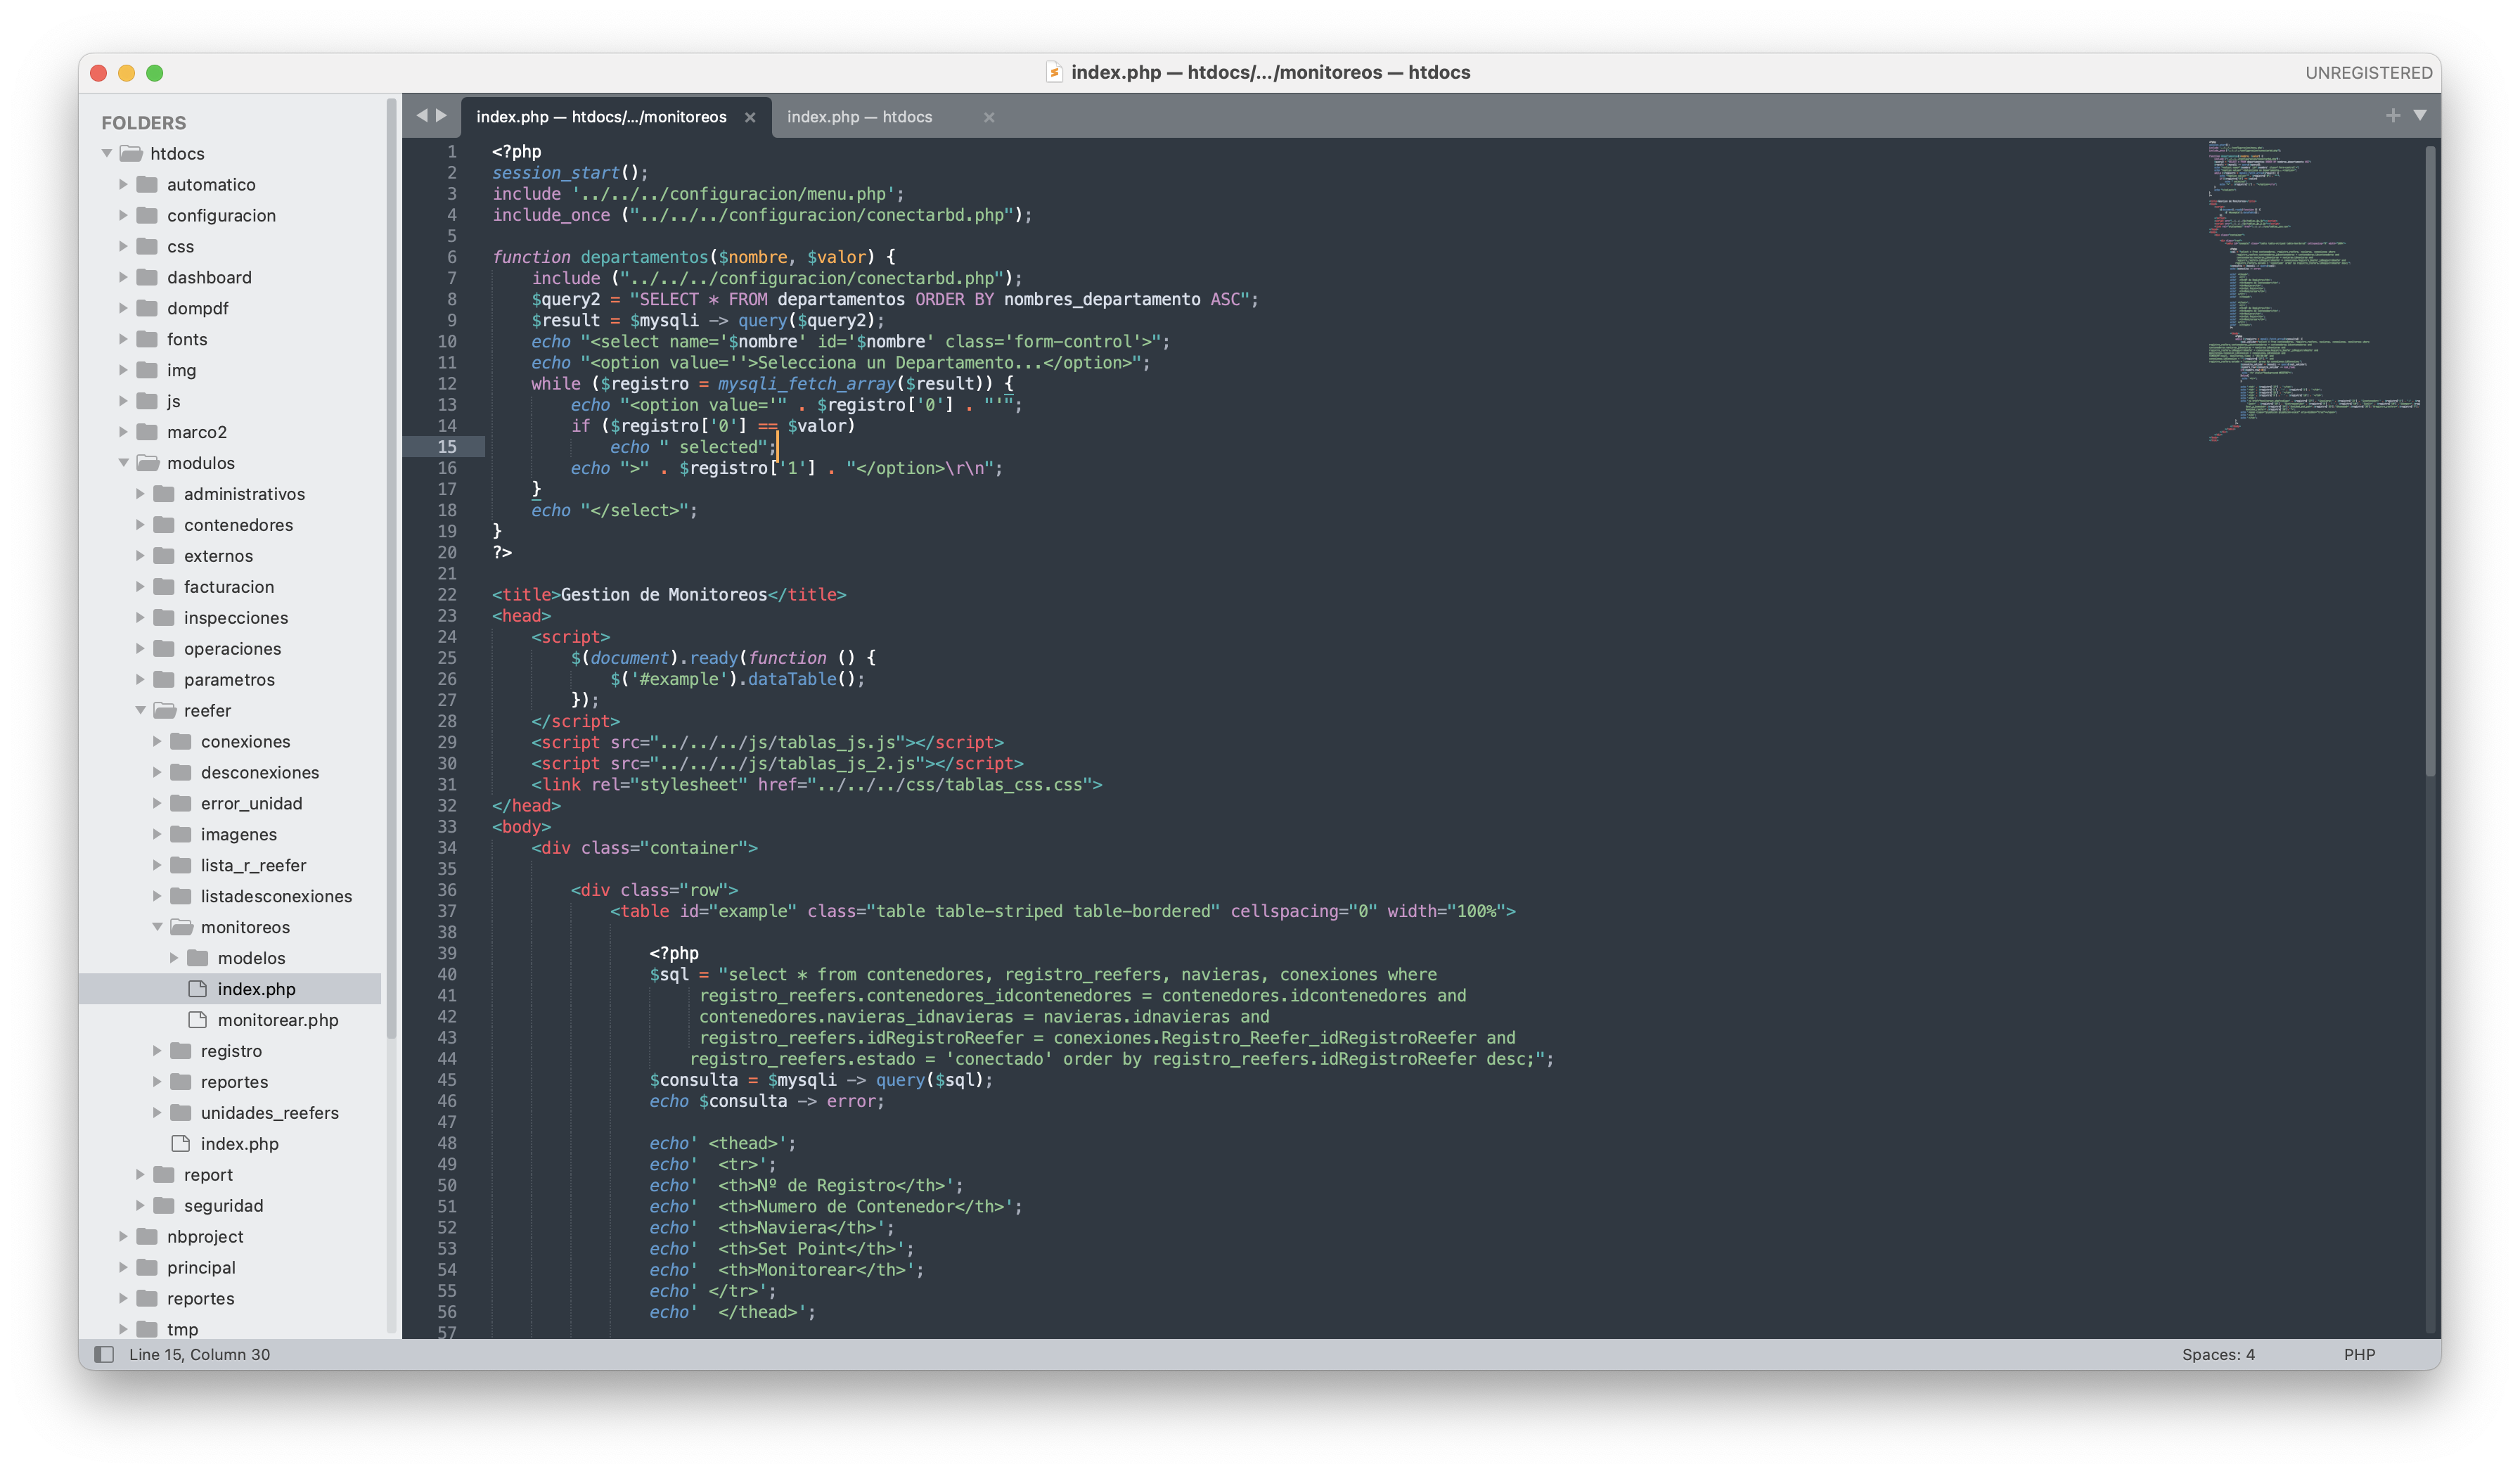 index.php — htdocs/.../monitoreos — htdocs
UNREGISTERED
FOLDERS
htdocs
automatico
configuracion
css
dashboard
dompdf
fonts
img
js
marco2
modulos
administrativos
contenedores
externos
facturacion
inspecciones
operaciones
parametros
reefer
conexiones
desconexiones
error_unidad
imagenes
lista_r_reefer
listadesconexiones
monitoreos
modelos
index.php
monitorear.php
registro
reportes
unidades_reefers
index.php
report
seguridad
nbproject
principal
reportes
tmp
index.php — htdocs/.../monitoreos
index.php — htdocs
1 <?php
2 session_start();
3 include '../../../configuracion/menu.php';
4 include_once ("../../../configuracion/conectarbd.php");
5
6 function departamentos($nombre, $valor) {
7     include ("../../../configuracion/conectarbd.php");
8     $query2 = "SELECT * FROM departamentos ORDER BY nombres_departamento ASC";
9     $result = $mysqli -> query($query2);
10     echo "<select name='$nombre' id='$nombre' class='form-control'>";
11     echo "<option value=''>Selecciona un Departamento...</option>";
12     while ($registro = mysqli_fetch_array($result)) {
13         echo "<option value='" . $registro['0'] . "'";
14         if ($registro['0'] == $valor)
15             echo " selected";
16         echo ">" . $registro['1'] . "</option>\r\n";
17     }
18     echo "</select>";
19 }
20 ?>
21
22 <title>Gestion de Monitoreos</title>
23 <head>
24     <script>
25         $(document).ready(function () {
26             $('#example').dataTable();
27         });
28     </script>
29     <script src="../../../js/tablas_js.js"></script>
30     <script src="../../../js/tablas_js_2.js"></script>
31     <link rel="stylesheet" href="../../../css/tablas_css.css">
32 </head>
33 <body>
34     <div class="container">
35
36         <div class="row">
37             <table id="example" class="table table-striped table-bordered" cellspacing="0" width="100%">
38
39                 <?php
40                 $sql = "select * from contenedores, registro_reefers, navieras, conexiones where
41                      registro_reefers.contenedores_idcontenedores = contenedores.idcontenedores and
42                      contenedores.navieras_idnavieras = navieras.idnavieras and
43                      registro_reefers.idRegistroReefer = conexiones.Registro_Reefer_idRegistroReefer and
44                     registro_reefers.estado = 'conectado' order by registro_reefers.idRegistroReefer desc;";
45                 $consulta = $mysqli -> query($sql);
46                 echo $consulta -> error;
47
48                 echo' <thead>';
49                 echo'  <tr>';
50                 echo'  <th>Nº de Registro</th>';
51                 echo'  <th>Numero de Contenedor</th>';
52                 echo'  <th>Naviera</th>';
53                 echo'  <th>Set Point</th>';
54                 echo'  <th>Monitorear</th>';
55                 echo' </tr>';
56                 echo'  </thead>';
57
Line 15, Column 30
Spaces: 4
PHP